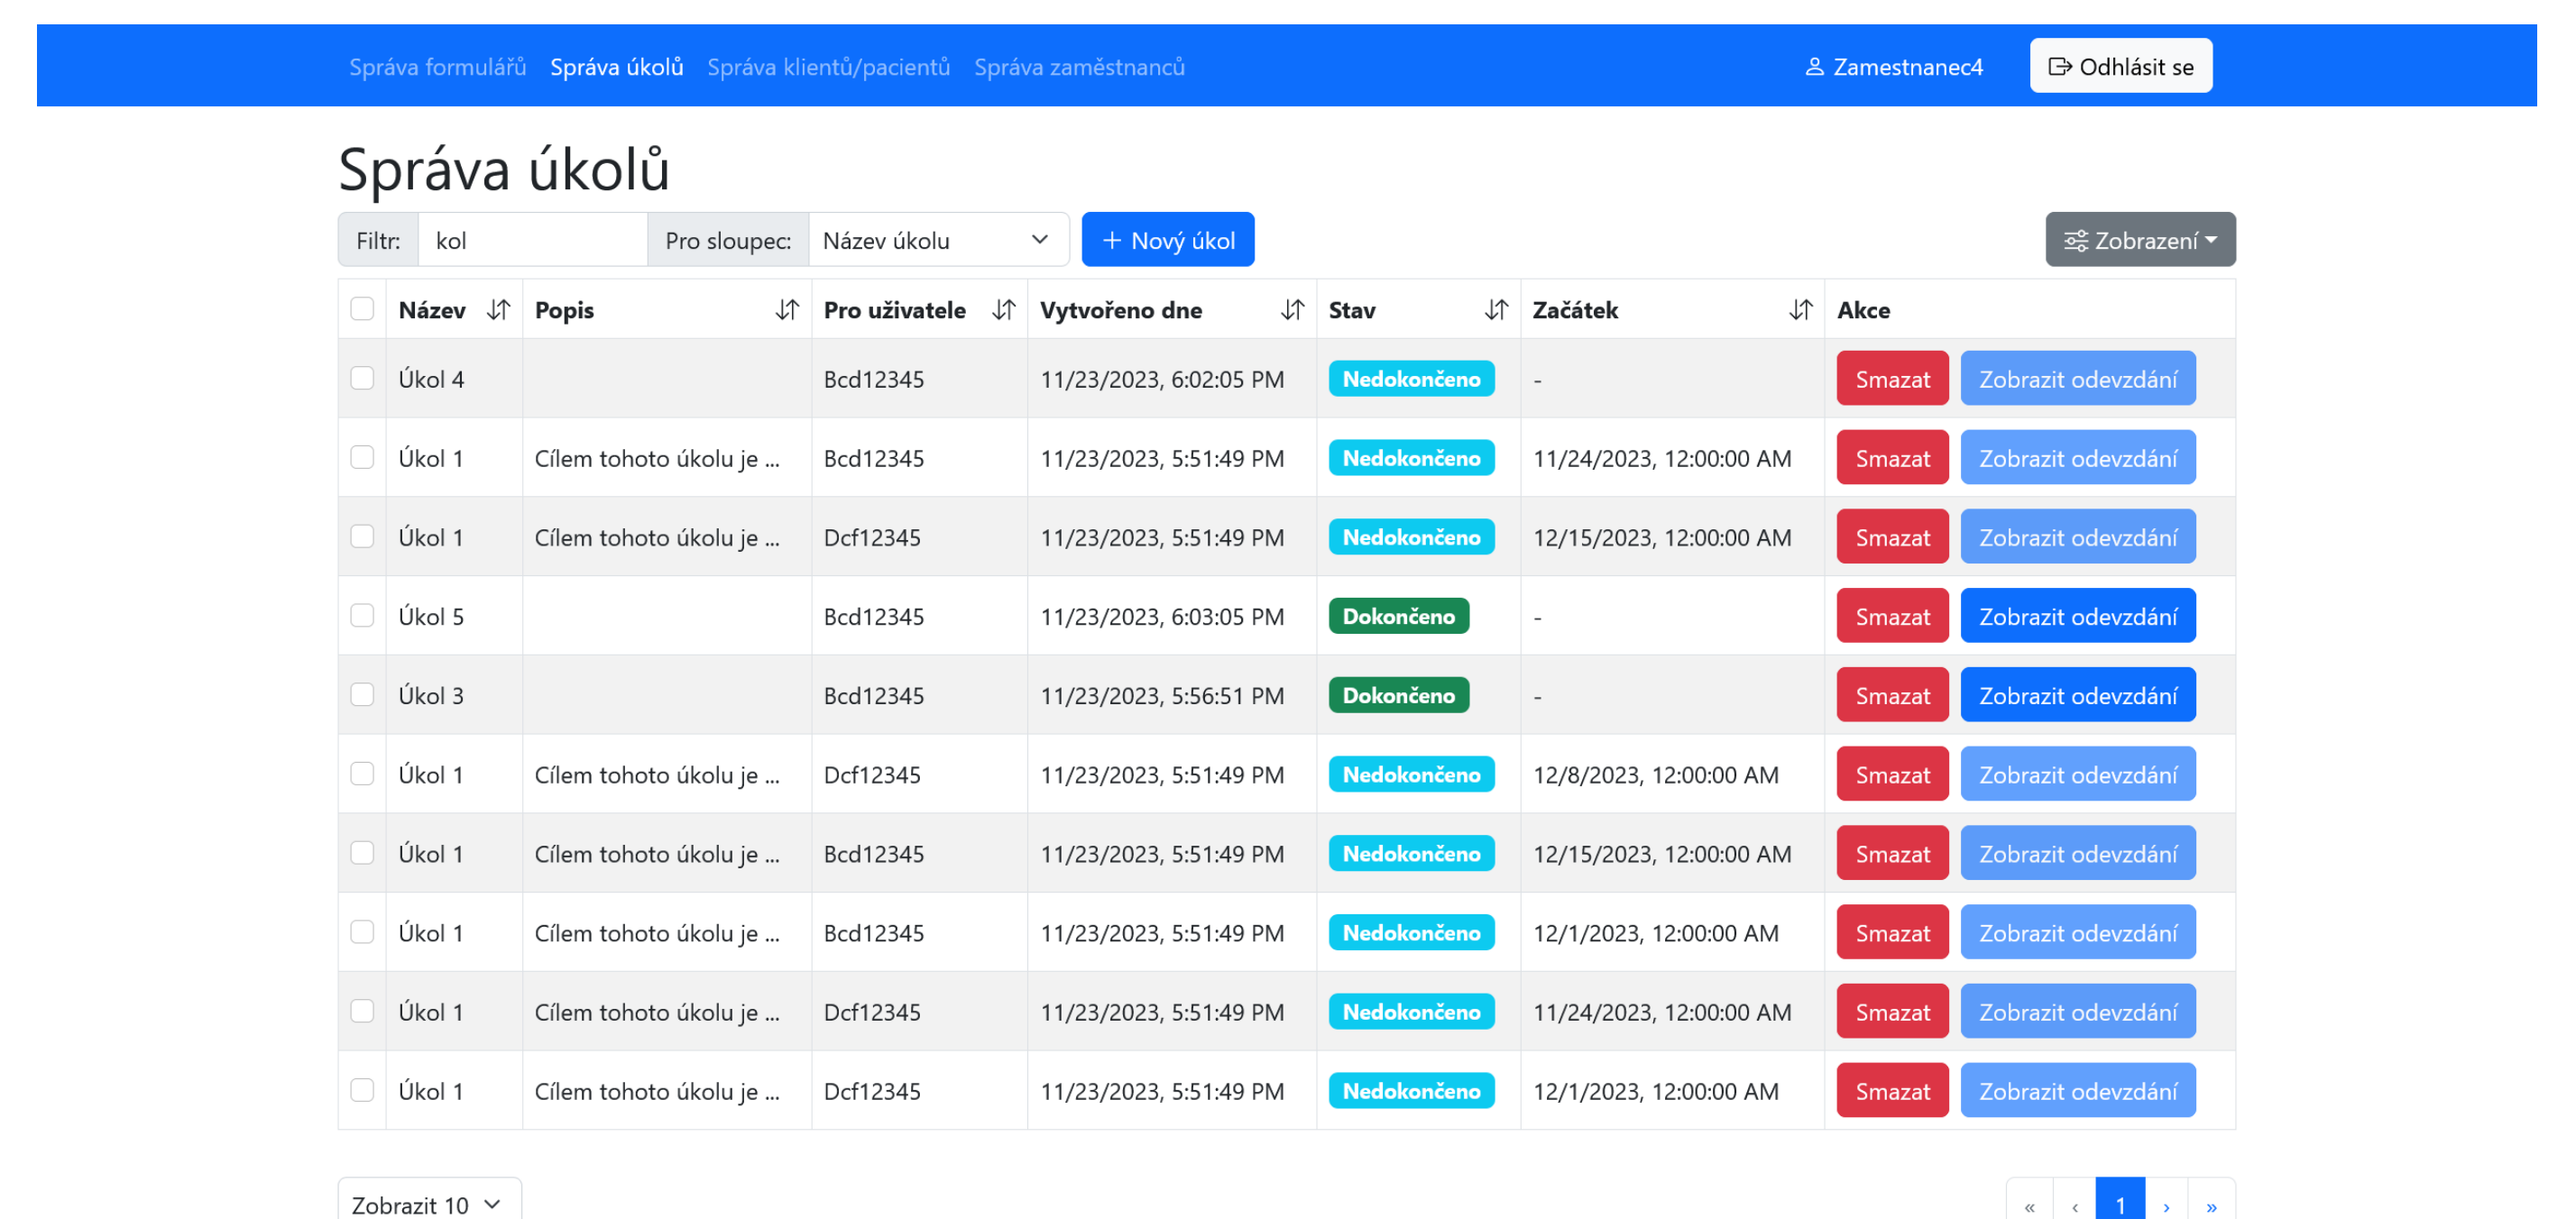 Správa formulářů Správa úkolů Správa klientů/pacientů Správa zaměstnanců Zamestnanec4 Odhlásit se
Správa úkolů
Filtr: kol Pro sloupec: Název úkolu + Nový úkol Zobrazení
Název Popis Pro uživatele Vytvořeno dne Stav Začátek Akce
Úkol 4 Bcd12345 11/23/2023, 6:02:05 PM Nedokončeno - Smazat Zobrazit odevzdání
Úkol 1 Cílem tohoto úkolu je ... Bcd12345 11/23/2023, 5:51:49 PM Nedokončeno 11/24/2023, 12:00:00 AM Smazat Zobrazit odevzdání
Úkol 1 Cílem tohoto úkolu je ... Dcf12345 11/23/2023, 5:51:49 PM Nedokončeno 12/15/2023, 12:00:00 AM Smazat Zobrazit odevzdání
Úkol 5 Bcd12345 11/23/2023, 6:03:05 PM Dokončeno - Smazat Zobrazit odevzdání
Úkol 3 Bcd12345 11/23/2023, 5:56:51 PM Dokončeno - Smazat Zobrazit odevzdání
Úkol 1 Cílem tohoto úkolu je ... Dcf12345 11/23/2023, 5:51:49 PM Nedokončeno 12/8/2023, 12:00:00 AM Smazat Zobrazit odevzdání
Úkol 1 Cílem tohoto úkolu je ... Bcd12345 11/23/2023, 5:51:49 PM Nedokončeno 12/15/2023, 12:00:00 AM Smazat Zobrazit odevzdání
Úkol 1 Cílem tohoto úkolu je ... Bcd12345 11/23/2023, 5:51:49 PM Nedokončeno 12/1/2023, 12:00:00 AM Smazat Zobrazit odevzdání
Úkol 1 Cílem tohoto úkolu je ... Dcf12345 11/23/2023, 5:51:49 PM Nedokončeno 11/24/2023, 12:00:00 AM Smazat Zobrazit odevzdání
Úkol 1 Cílem tohoto úkolu je ... Dcf12345 11/23/2023, 5:51:49 PM Nedokončeno 12/1/2023, 12:00:00 AM Smazat Zobrazit odevzdání
Zobrazit 10 « ‹ 1 › »